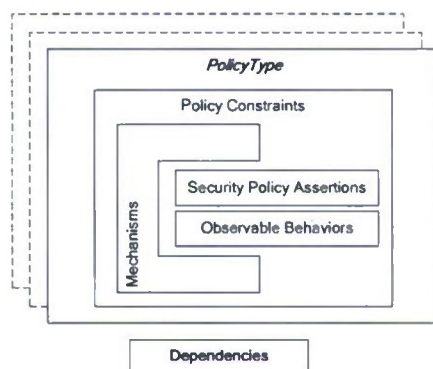 PolicyType
Policy Constraints
Security Policy Assertions
Observable Behaviors
Mechanisms
Dependencies